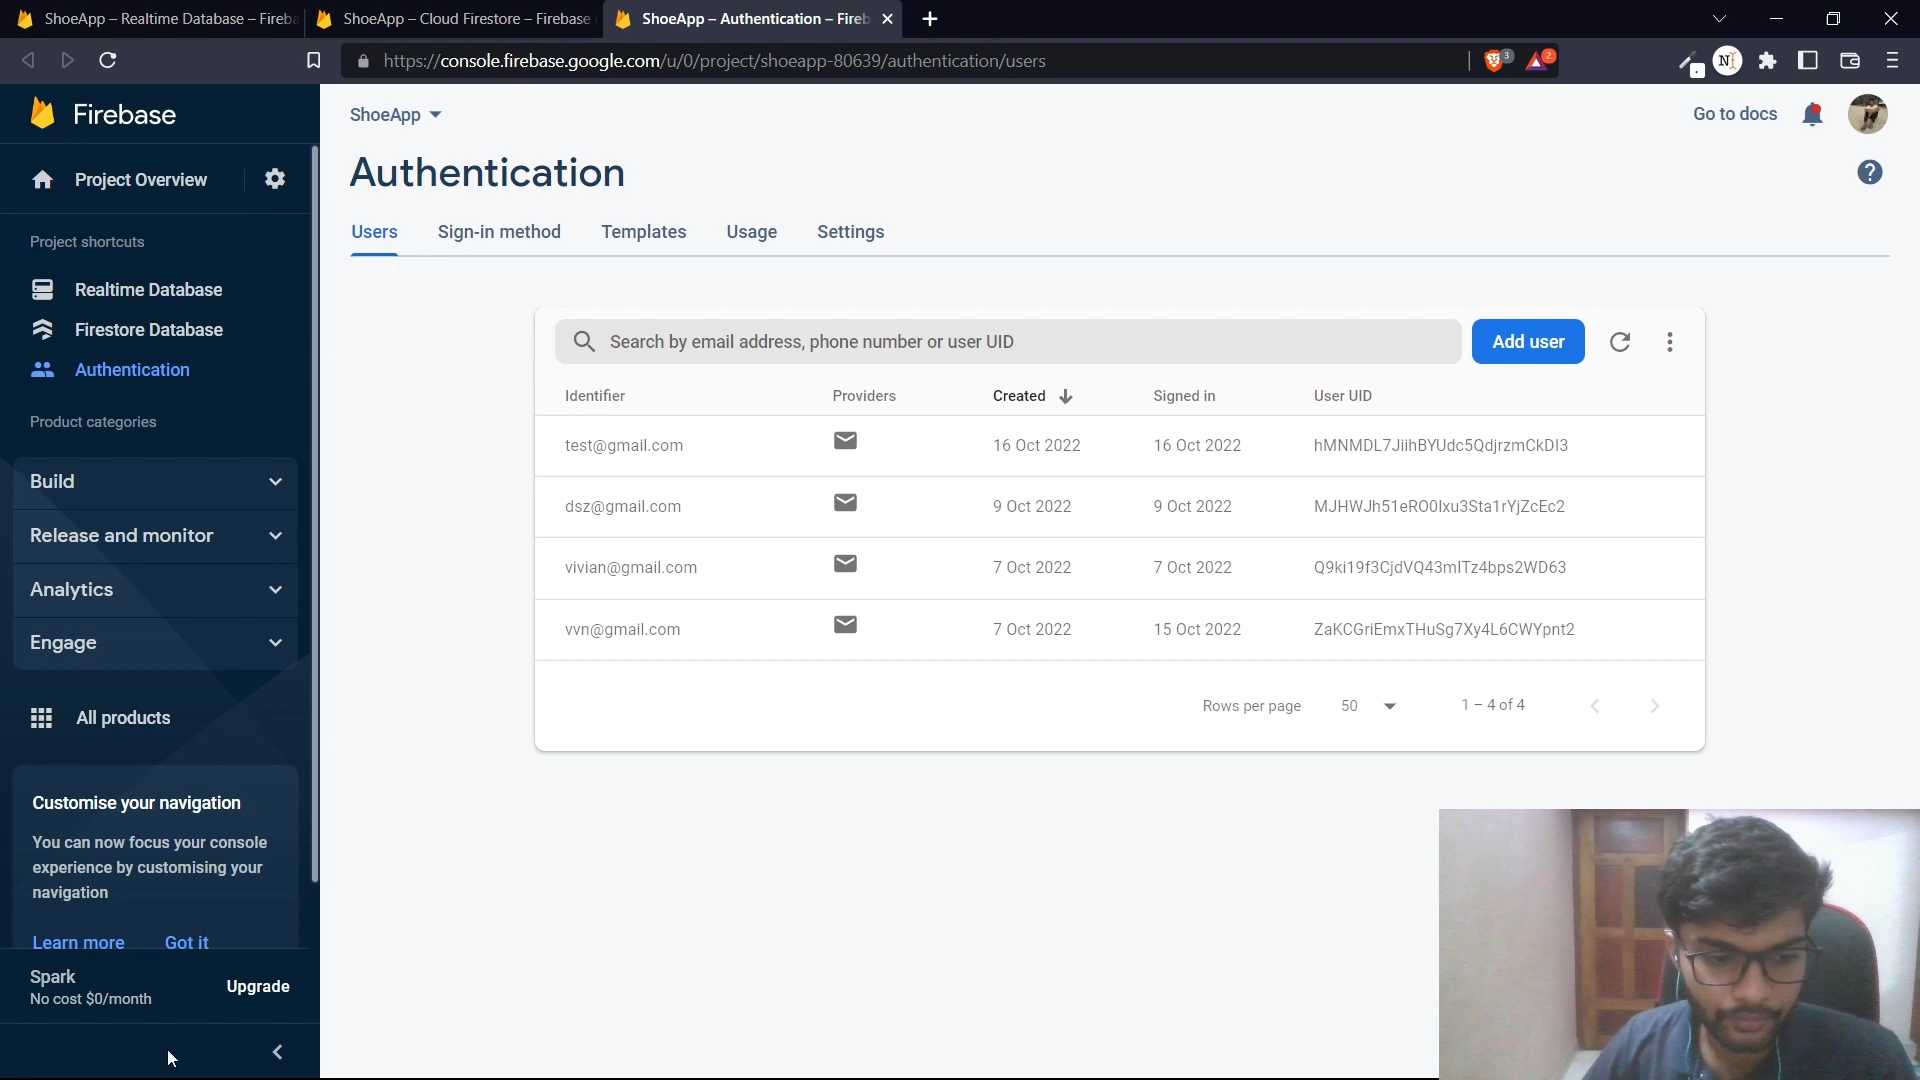 ShoeApp – Realtime Database – Fireba
ShoeApp – Cloud Firestore – Firebase
ShoeApp – Authentication – Fireb
https://console.firebase.google.com/u/0/project/shoeapp-80639/authentication/users
3
2
N
Firebase
Project Overview
Project shortcuts
Realtime Database
Firestore Database
Authentication
Product categories
Build
Release and monitor
Analytics
Engage
All products
Customise your navigation
You can now focus your console
experience by customising your
navigation
Learn more Got it
Spark
No cost $0/month
Upgrade
ShoeApp
Go to docs
Authentication
?
Users Sign-in method Templates Usage Settings
Search by email address, phone number or user UID
Add user
Identifier Providers Created Signed in User UID
test@gmail.com 16 Oct 2022 16 Oct 2022 hMNMDL7JiihBYUdc5QdjrzmCkDI3
dsz@gmail.com 9 Oct 2022 9 Oct 2022 MJHWJh51eRO0Ixu3Sta1rYjZcEc2
vivian@gmail.com 7 Oct 2022 7 Oct 2022 Q9ki19f3CjdVQ43mITz4bps2WD63
vvn@gmail.com 7 Oct 2022 15 Oct 2022 ZaKCGriEmxTHuSg7Xy4L6CWYpnt2
Rows per page 50 1 – 4 of 4